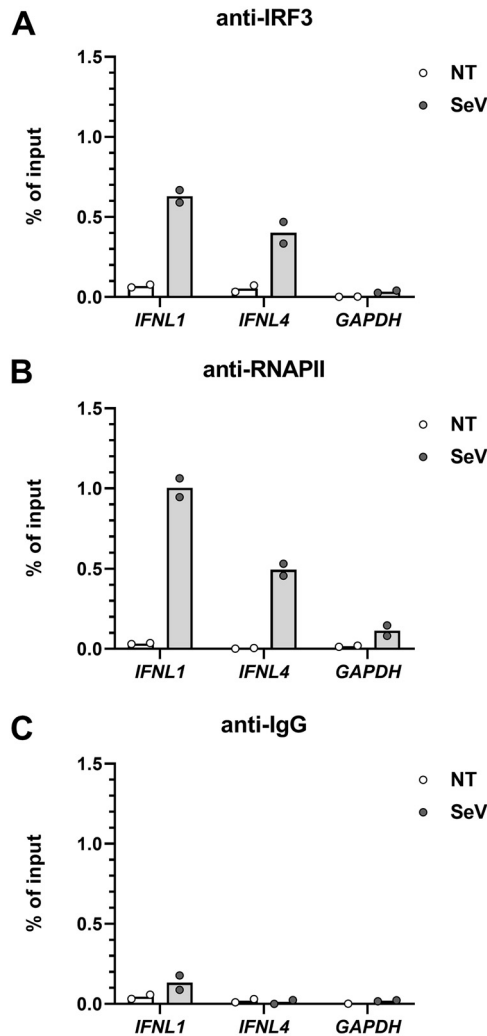 A
anti-IRF3
% of input
1.5
1.0
0.5
0.0
IFNL1 IFNL4 GAPDH
NT
SeV
B
anti-RNAPII
% of input
1.5
1.0
0.5
0.0
IFNL1 IFNL4 GAPDH
NT
SeV
C
anti-IgG
% of input
1.5
1.0
0.5
0.0
IFNL1 IFNL4 GAPDH
NT
SeV